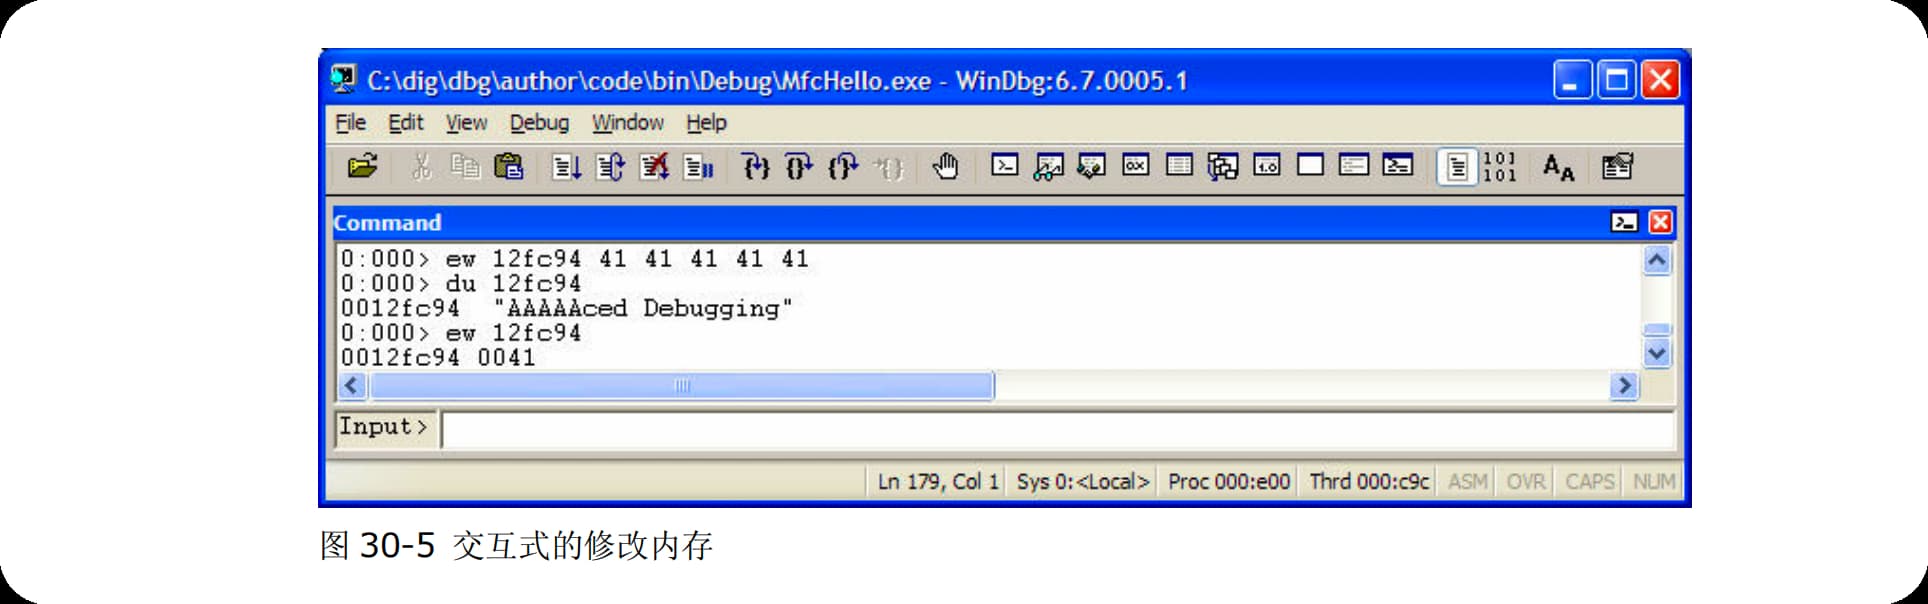 C:\dig\dbg\author\code\bin\Debug\MfcHello.exe - WinDbg:6.7.0005.1
File Edit View Debug Window Help
101
101
Command
0:000> ew 12fc94 41 41 41 41 41
0:000> du 12fc94
0012fc94  "AAAAAced Debugging"
0:000> ew 12fc94
0012fc94 0041
Input>
Ln 179, Col 1 Sys 0:<Local> Proc 000:e00 Thrd 000:c9c ASM OVR CAPS NUM
图 30-5 交互式的修改内存